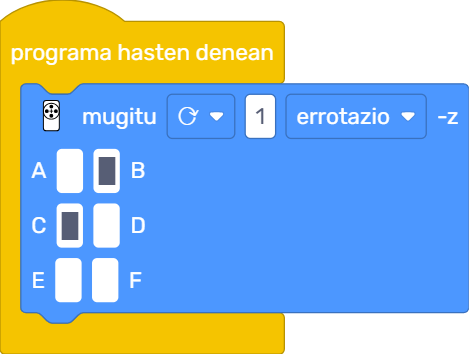 programa hasten denean
mugitu 1 errotazio -z
A B
C D
E F